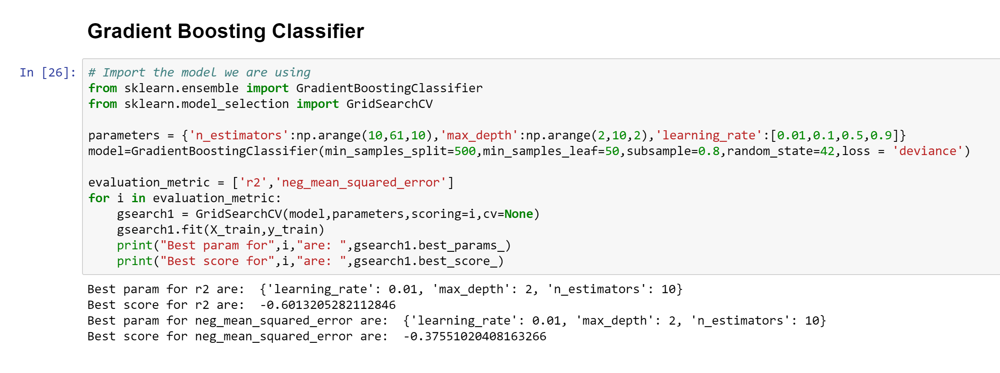 Gradient Boosting Classifier
In [26]:
# Import the model we are using
from sklearn.ensemble import GradientBoostingClassifier
from sklearn.model_selection import GridSearchCV
parameters = {'n_estimators':np.arange(10,61,10),'max_depth':np.arange(2,10,2),'learning_rate':[0.01,0.1,0.5,0.9]}
model=GradientBoostingClassifier(min_samples_split=500,min_samples_leaf=50,subsample=0.8,random_state=42,loss = 'deviance')
evaluation_metric = ['r2','neg_mean_squared_error']
for i in evaluation_metric:
    gsearch1 = GridSearchCV(model,parameters,scoring=i,cv=None)
    gsearch1.fit(X_train,y_train)
    print("Best param for",i,"are: ",gsearch1.best_params_)
    print("Best score for",i,"are: ",gsearch1.best_score_)
Best param for r2 are:  {'learning_rate': 0.01, 'max_depth': 2, 'n_estimators': 10}
Best score for r2 are:  -0.6013205282112846
Best param for neg_mean_squared_error are:  {'learning_rate': 0.01, 'max_depth': 2, 'n_estimators': 10}
Best score for neg_mean_squared_error are:  -0.37551020408163266